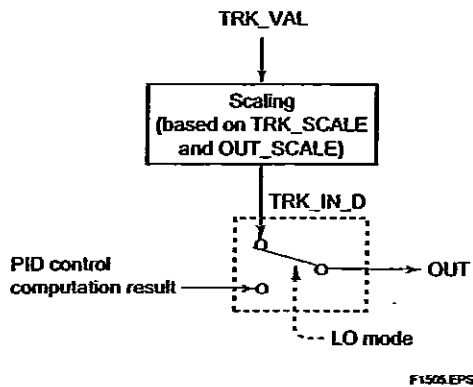 TRK_VAL
Scaling
(based on TRK_SCALE
and OUT_SCALE)
TRK_IN_D
PID control
computation result
OUT
LO mode
F1505.EPS